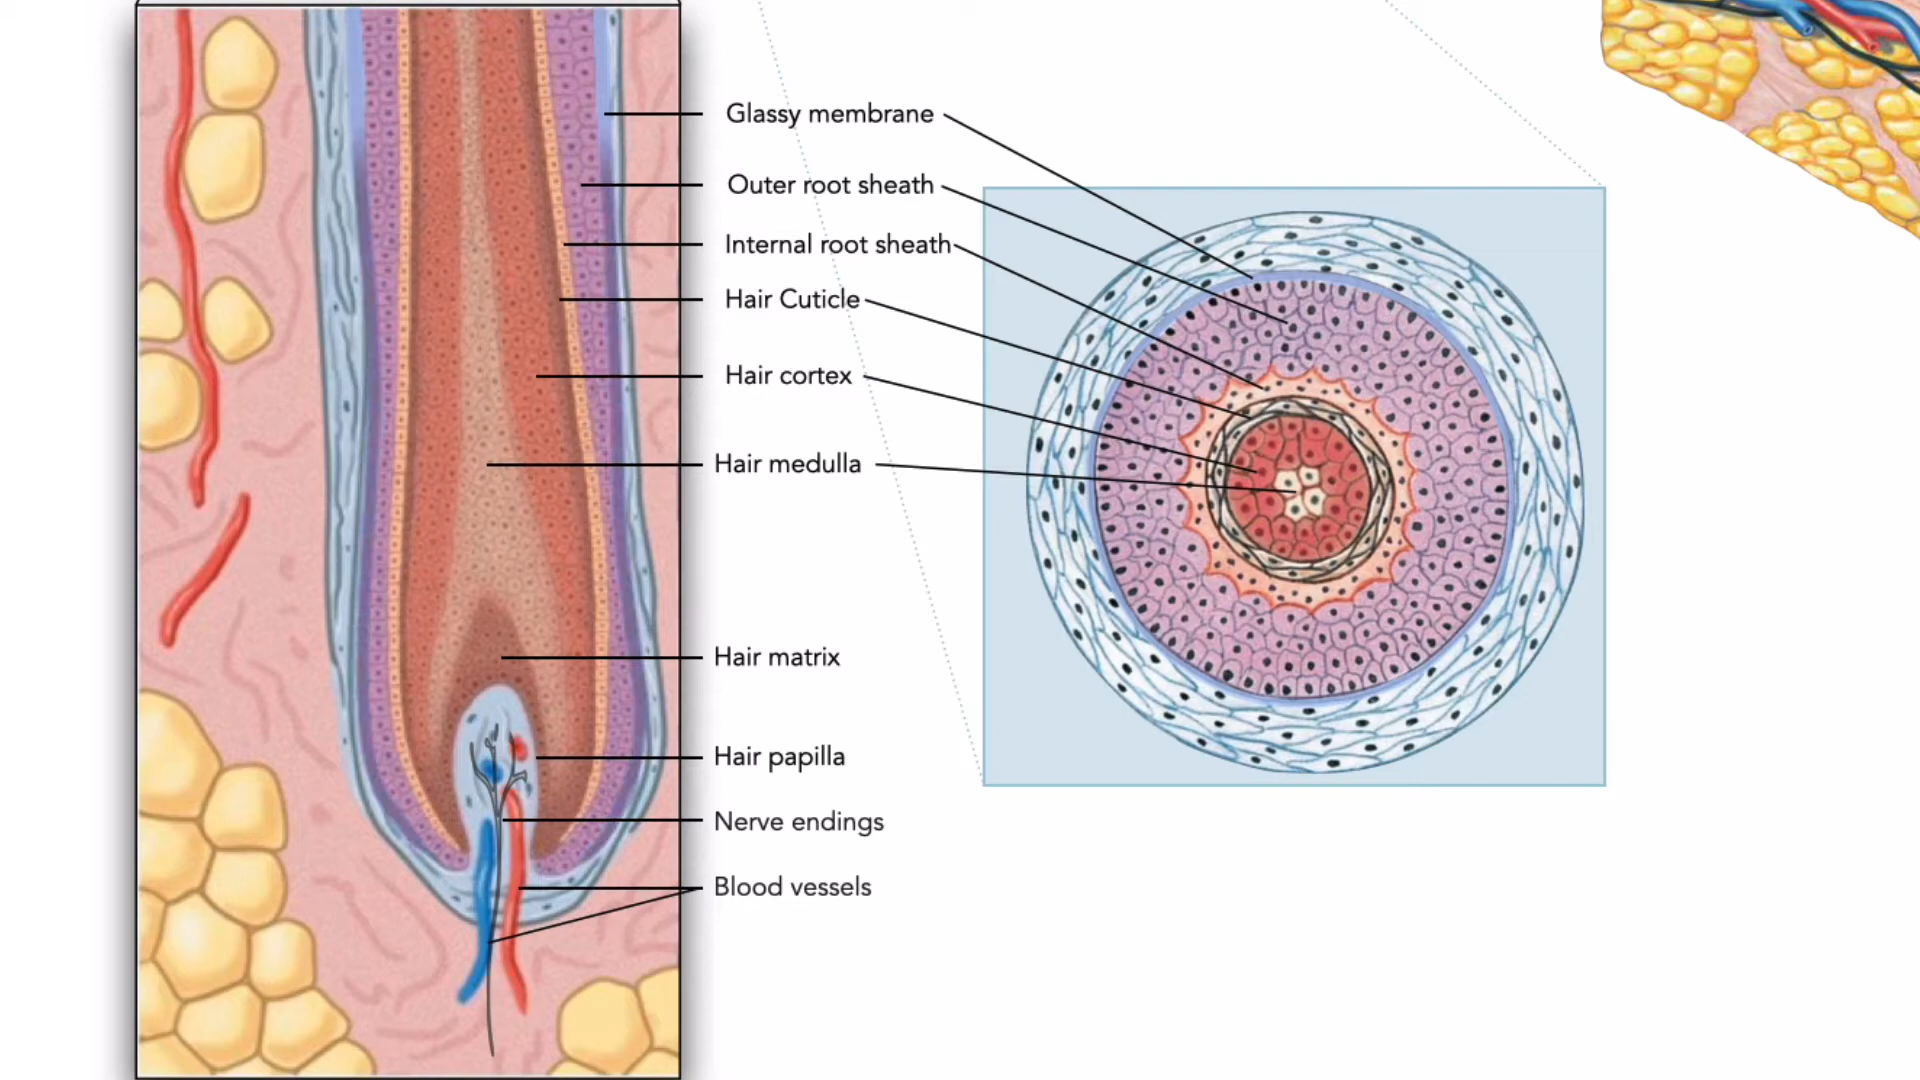 Glassy membrane
Outer root sheath
Internal root sheath
Hair Cuticle
Hair cortex
Hair medulla
Hair matrix
Hair papilla
Nerve endings
Blood vessels